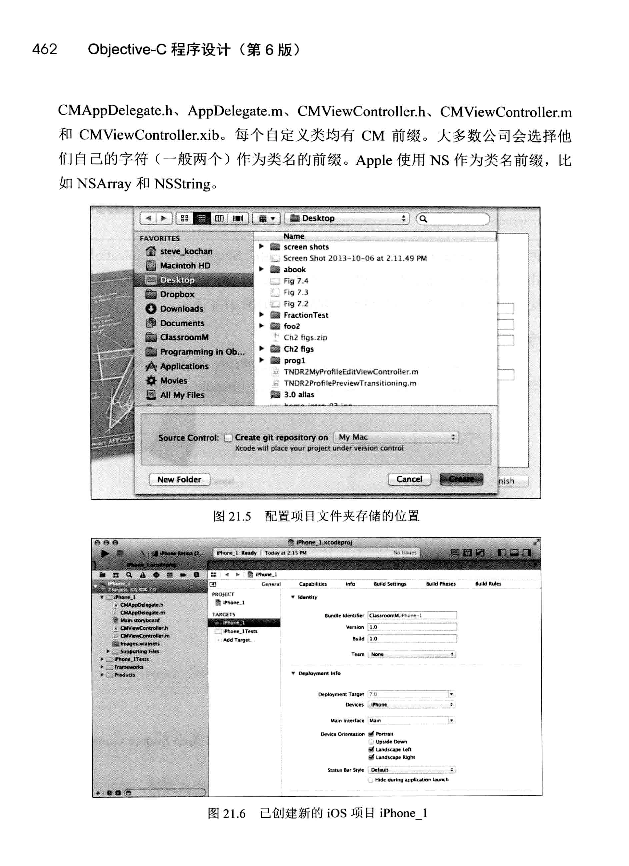 462 Objective-C 程序设计（第 6 版）
CMAppDelegate.h、AppDelegate.m、CMViewController.h、CMViewController.m
和 CMViewController.xib。每个自定义类均有 CM 前缀。大多数公司会选择他
们自己的字符（一般两个）作为类名的前缀。Apple 使用 NS 作为类名前缀，比
如 NSArray 和 NSString。
Desktop
FAVORITES
steve_kochan
Macintosh HD
Desktop
Dropbox
Downloads
Documents
ClassroomM
Programming in Ob...
Applications
Movies
All My Files
Name
screen shots
Screen Shot 2013-10-06 at 2.11.49 PM
abook
Fig 7.4
Fig 7.3
Fig 7.2
FractionTest
foo2
Ch2 figs.zip
Ch2 figs
prog1
TNDR2MyProfileEditViewController.m
TNDR2ProfilePreviewTransitioning.m
3.0 alias
Source Control: Create git repository on My Mac
Xcode will place your project under version control
New Folder Cancel Create nish
图 21.5 配置项目文件夹存储的位置
iPhone_1.xcodeproj
iPhone_1: Ready Today at 2:15 PM No Issues
iPhone_1
General Capabilities Info Build Settings Build Phases Build Rules
iPhone_1
CMAppDelegate.h
CMAppDelegate.m
Main.storyboard
CMViewController.h
CMViewController.m
Images.xcassets
Supporting Files
iPhone_1Tests
Frameworks
Products
PROJECT
iPhone_1
TARGETS
iPhone_1
iPhone_1Tests
Add Target...
Identity
Bundle Identifier ClassroomM.iPhone-1
Version 1.0
Build 1.0
Team None
Deployment Info
Deployment Target 7.0
Devices iPhone
Main Interface Main
Device Orientation Portrait
Upside Down
Landscape Left
Landscape Right
Status Bar Style Default
Hide during application launch
图 21.6 已创建新的 iOS 项目 iPhone_1